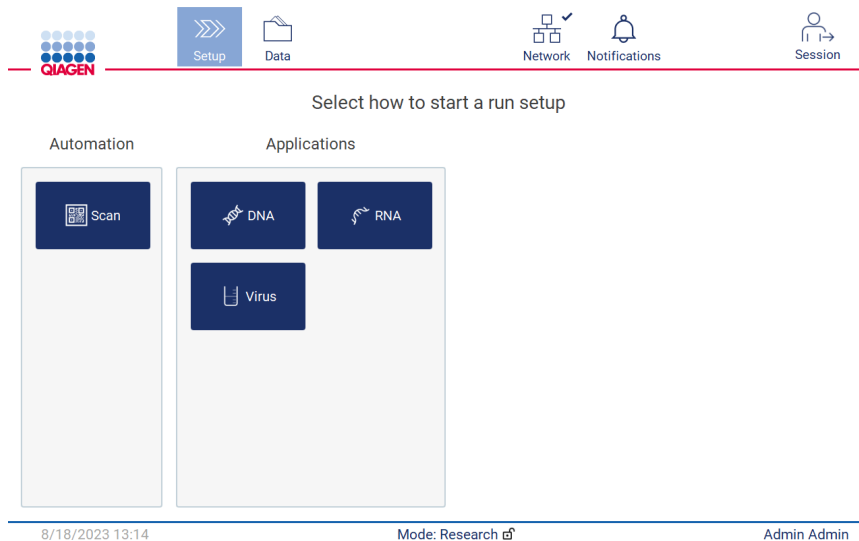 QIAGEN
Setup
Data
Network
Notifications
Session
Select how to start a run setup
Automation
Applications
Scan
DNA
RNA
Virus
8/18/2023 13:14
Mode: Research
Admin Admin